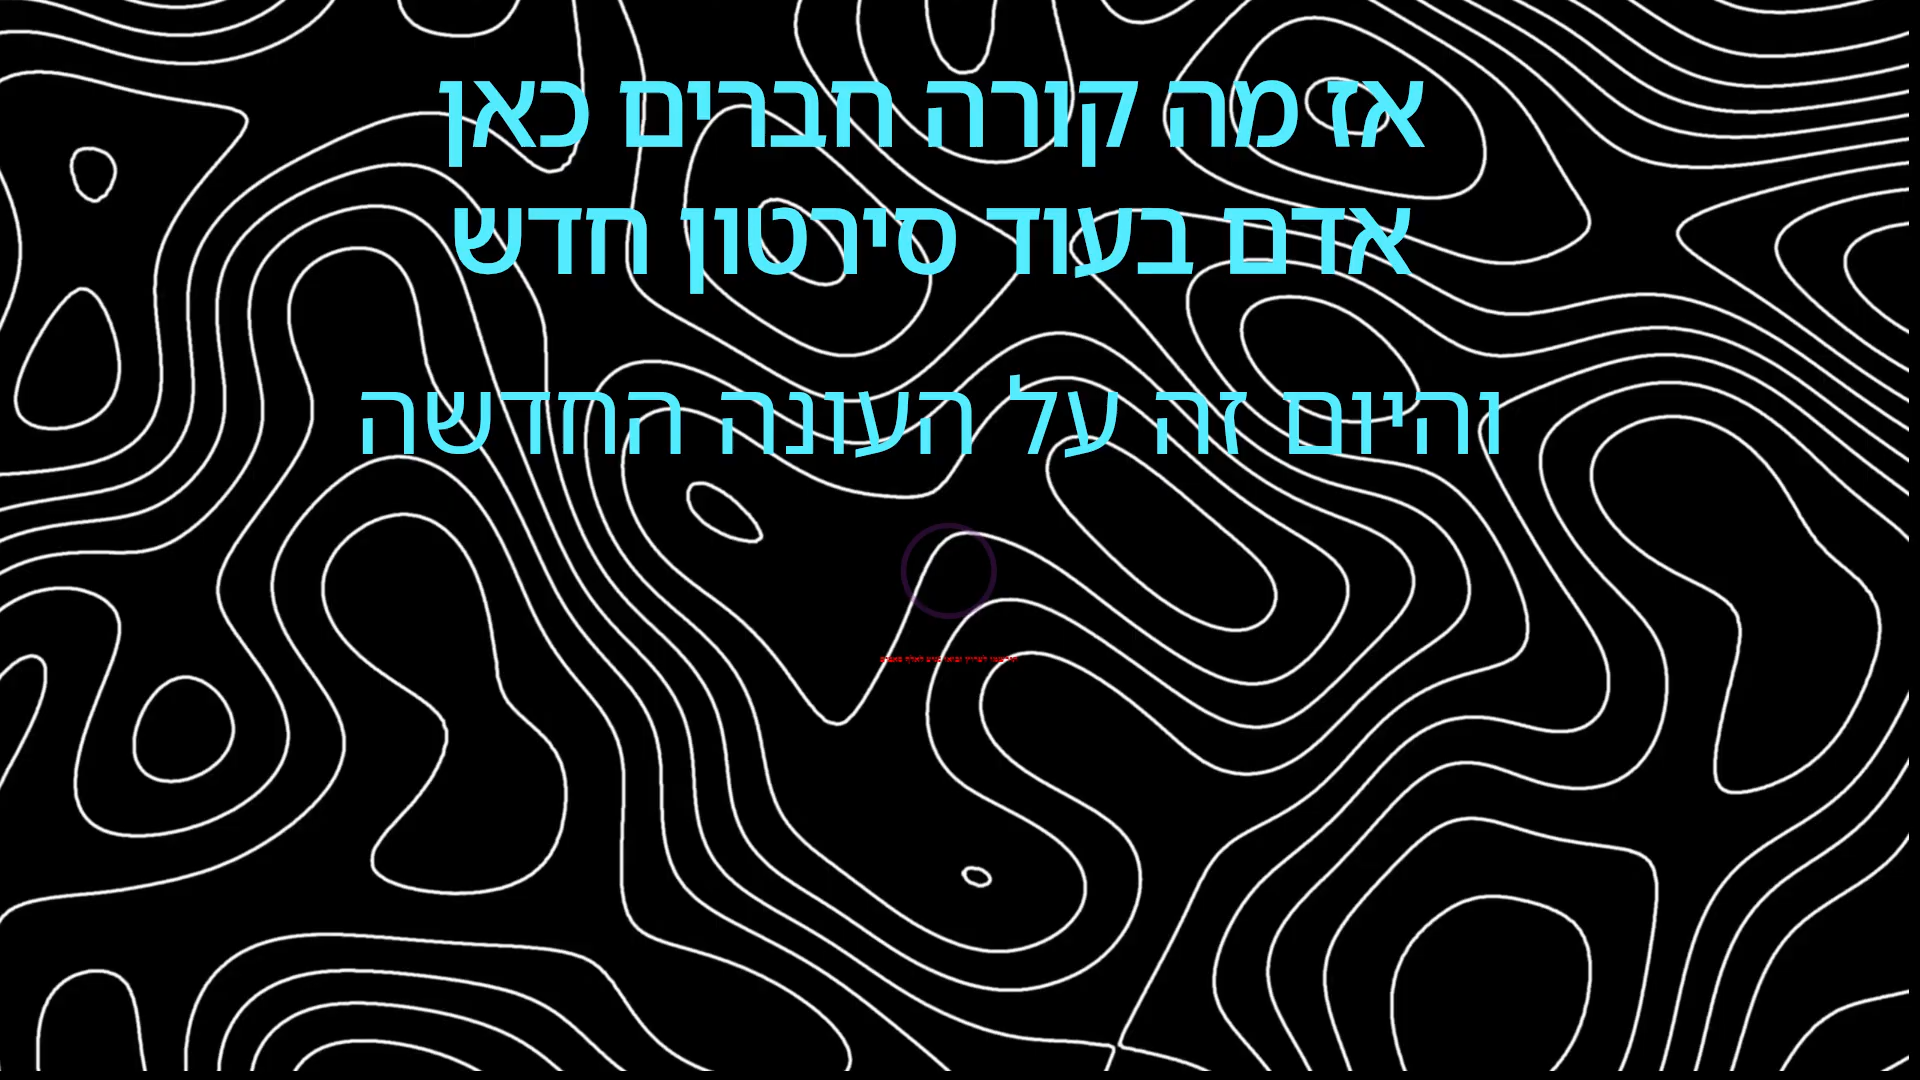 אז מה קורה חברים כאן
אדם בעוד סירטון חדש
והיום זה על העונה החדשה